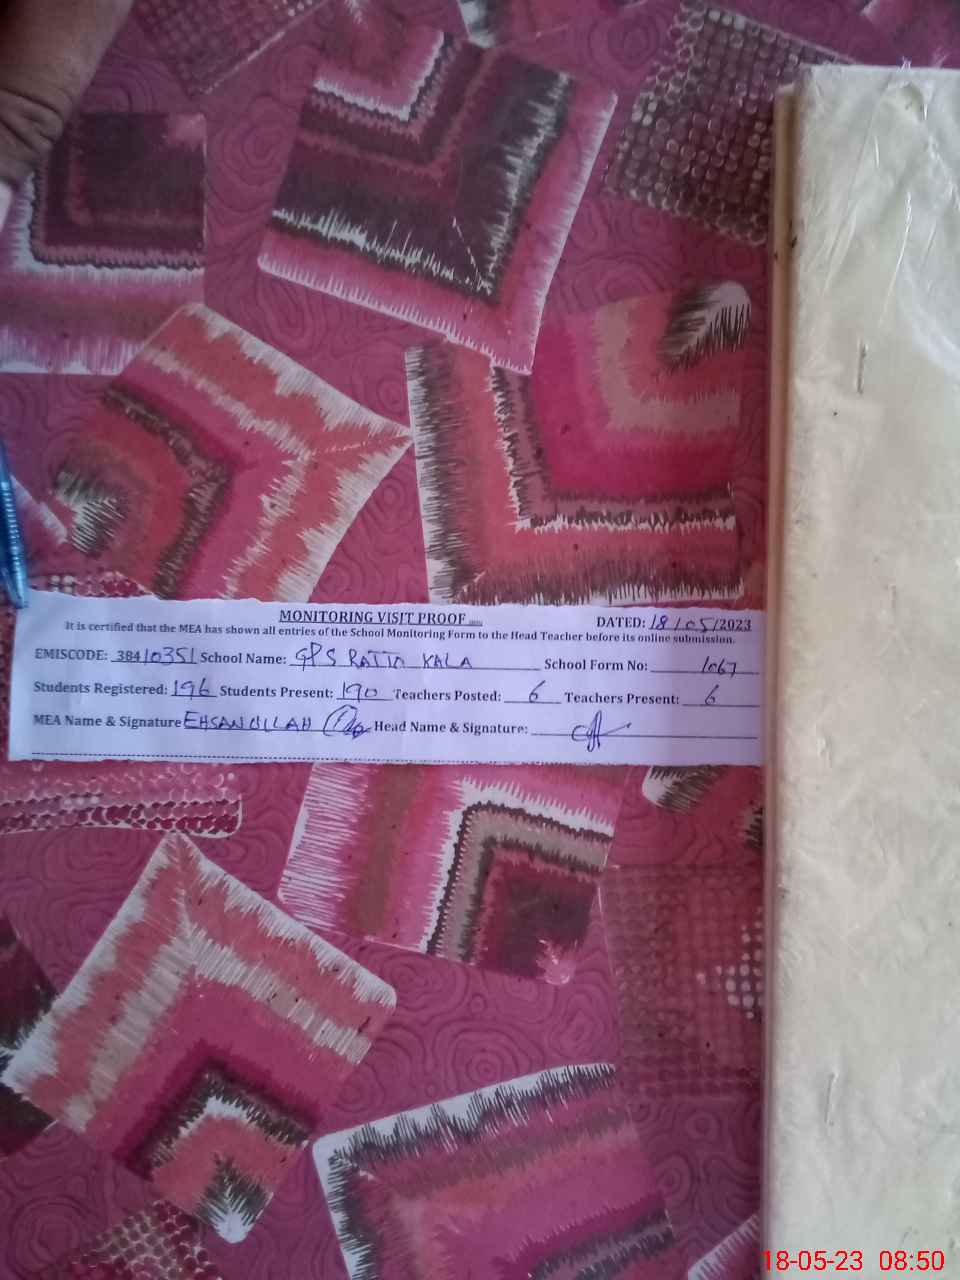 MONITORING VISIT PROOF
DATED: 18/05/2023
It is certified that the MEA has shown all entries of the School Monitoring Form to the Head Teacher before its online submission.
EMISCODE: 38410351 School Name: GPS RATTA KALA School Form No: 1067
Students Registered: 196 Students Present: 190 Teachers Posted: 6 Teachers Present: 6
MEA Name & Signature EHSANULLAH Head Name & Signature:
18-05-23 08:50